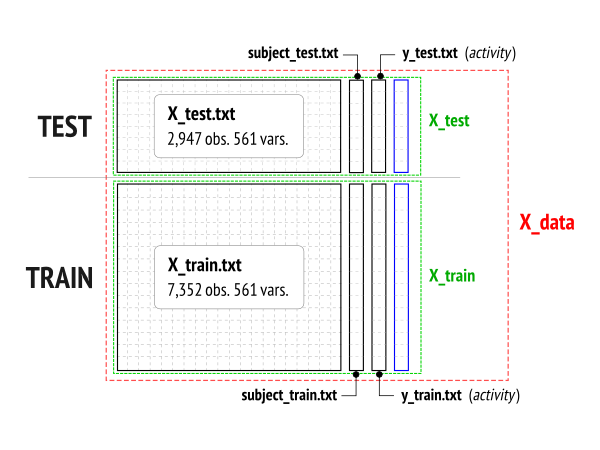 subject_test.txt
y_test.txt (activity)
TEST
X_test.txt
2,947 obs. 561 vars.
X_test
X_data
TRAIN
X_train.txt
7,352 obs. 561 vars.
X_train
subject_train.txt
y_train.txt (activity)